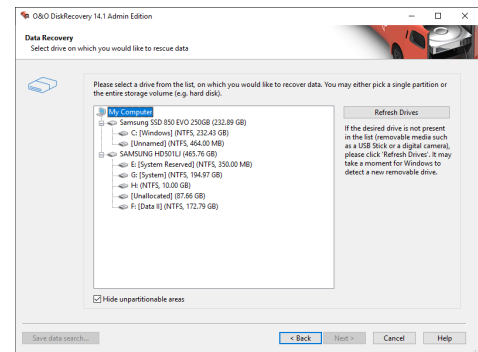 O&O DiskRecovery 14.1 Admin Edition
Data Recovery
Select drive on which you would like to rescue data
Please select a drive from the list, on which you would like to recover data. You may either pick a single partition or
the entire storage volume (e.g. hard disk).
My Computer
Samsung SSD 850 EVO 250GB (232.89 GB)
C: [Windows] (NTFS, 232.43 GB)
[Unnamed] (NTFS, 464.00 MB)
SAMSUNG HD501LJ (465.76 GB)
E: [System Reserved] (NTFS, 350.00 MB)
G: [System] (NTFS, 194.97 GB)
H: (NTFS, 10.00 GB)
[Unallocated] (87.66 GB)
F: [Data II] (NTFS, 172.79 GB)
Refresh Drives
If the desired drive is not present
in the list (removable media such
as a USB Stick or a digital camera),
please click 'Refresh Drives'. It may
take a moment for Windows to
detect a new removable drive.
Hide unpartitionable areas
Save data search...
< Back
Next >
Cancel
Help